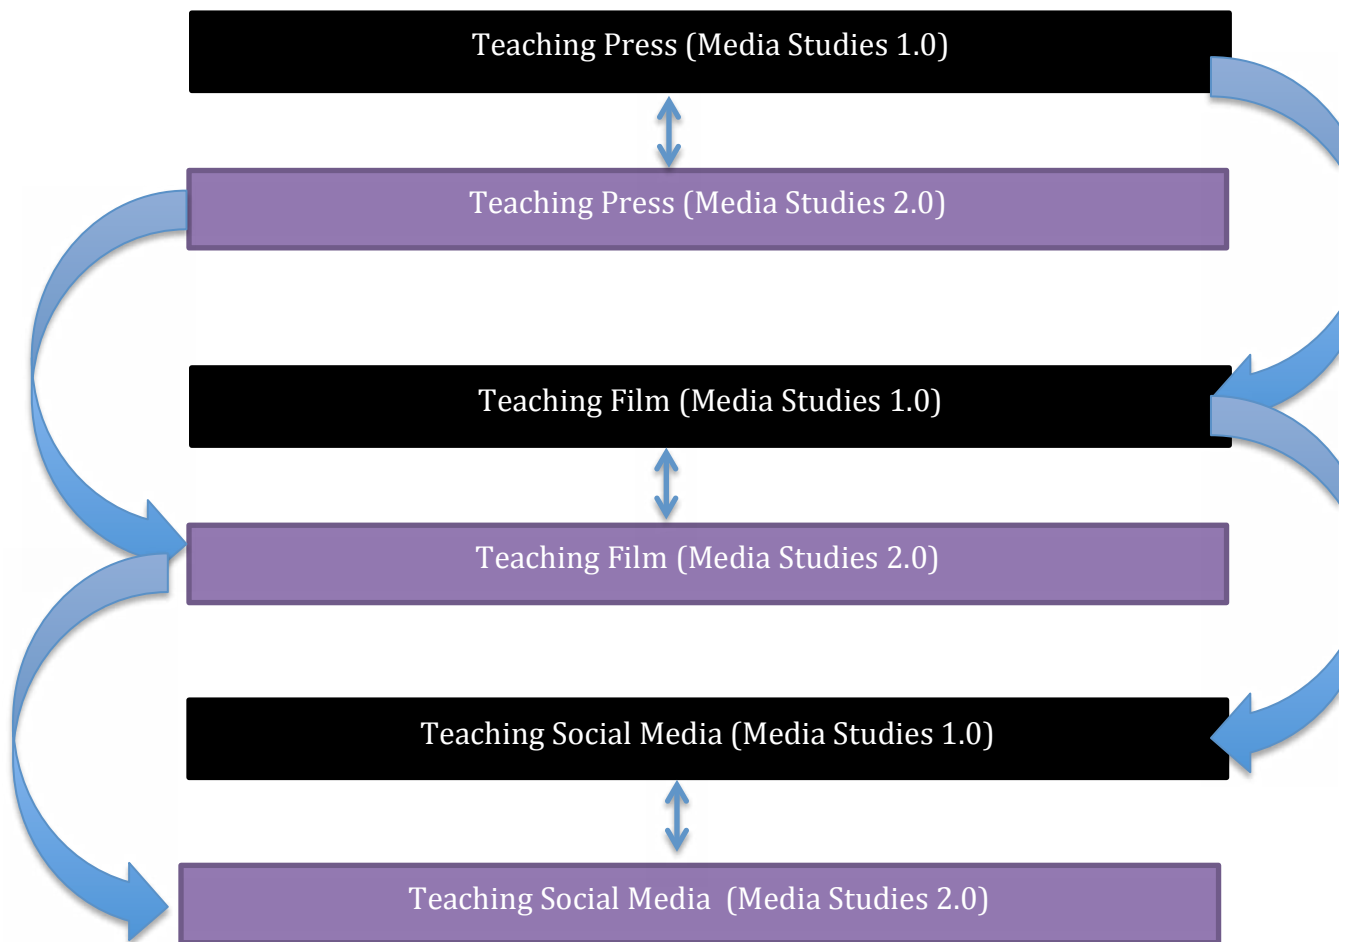 Teaching Press (Media Studies 1.0)
Teaching Press (Media Studies 2.0)
Teaching Film (Media Studies 1.0)
Teaching Film (Media Studies 2.0)
Teaching Social Media (Media Studies 1.0)
Teaching Social Media  (Media Studies 2.0)